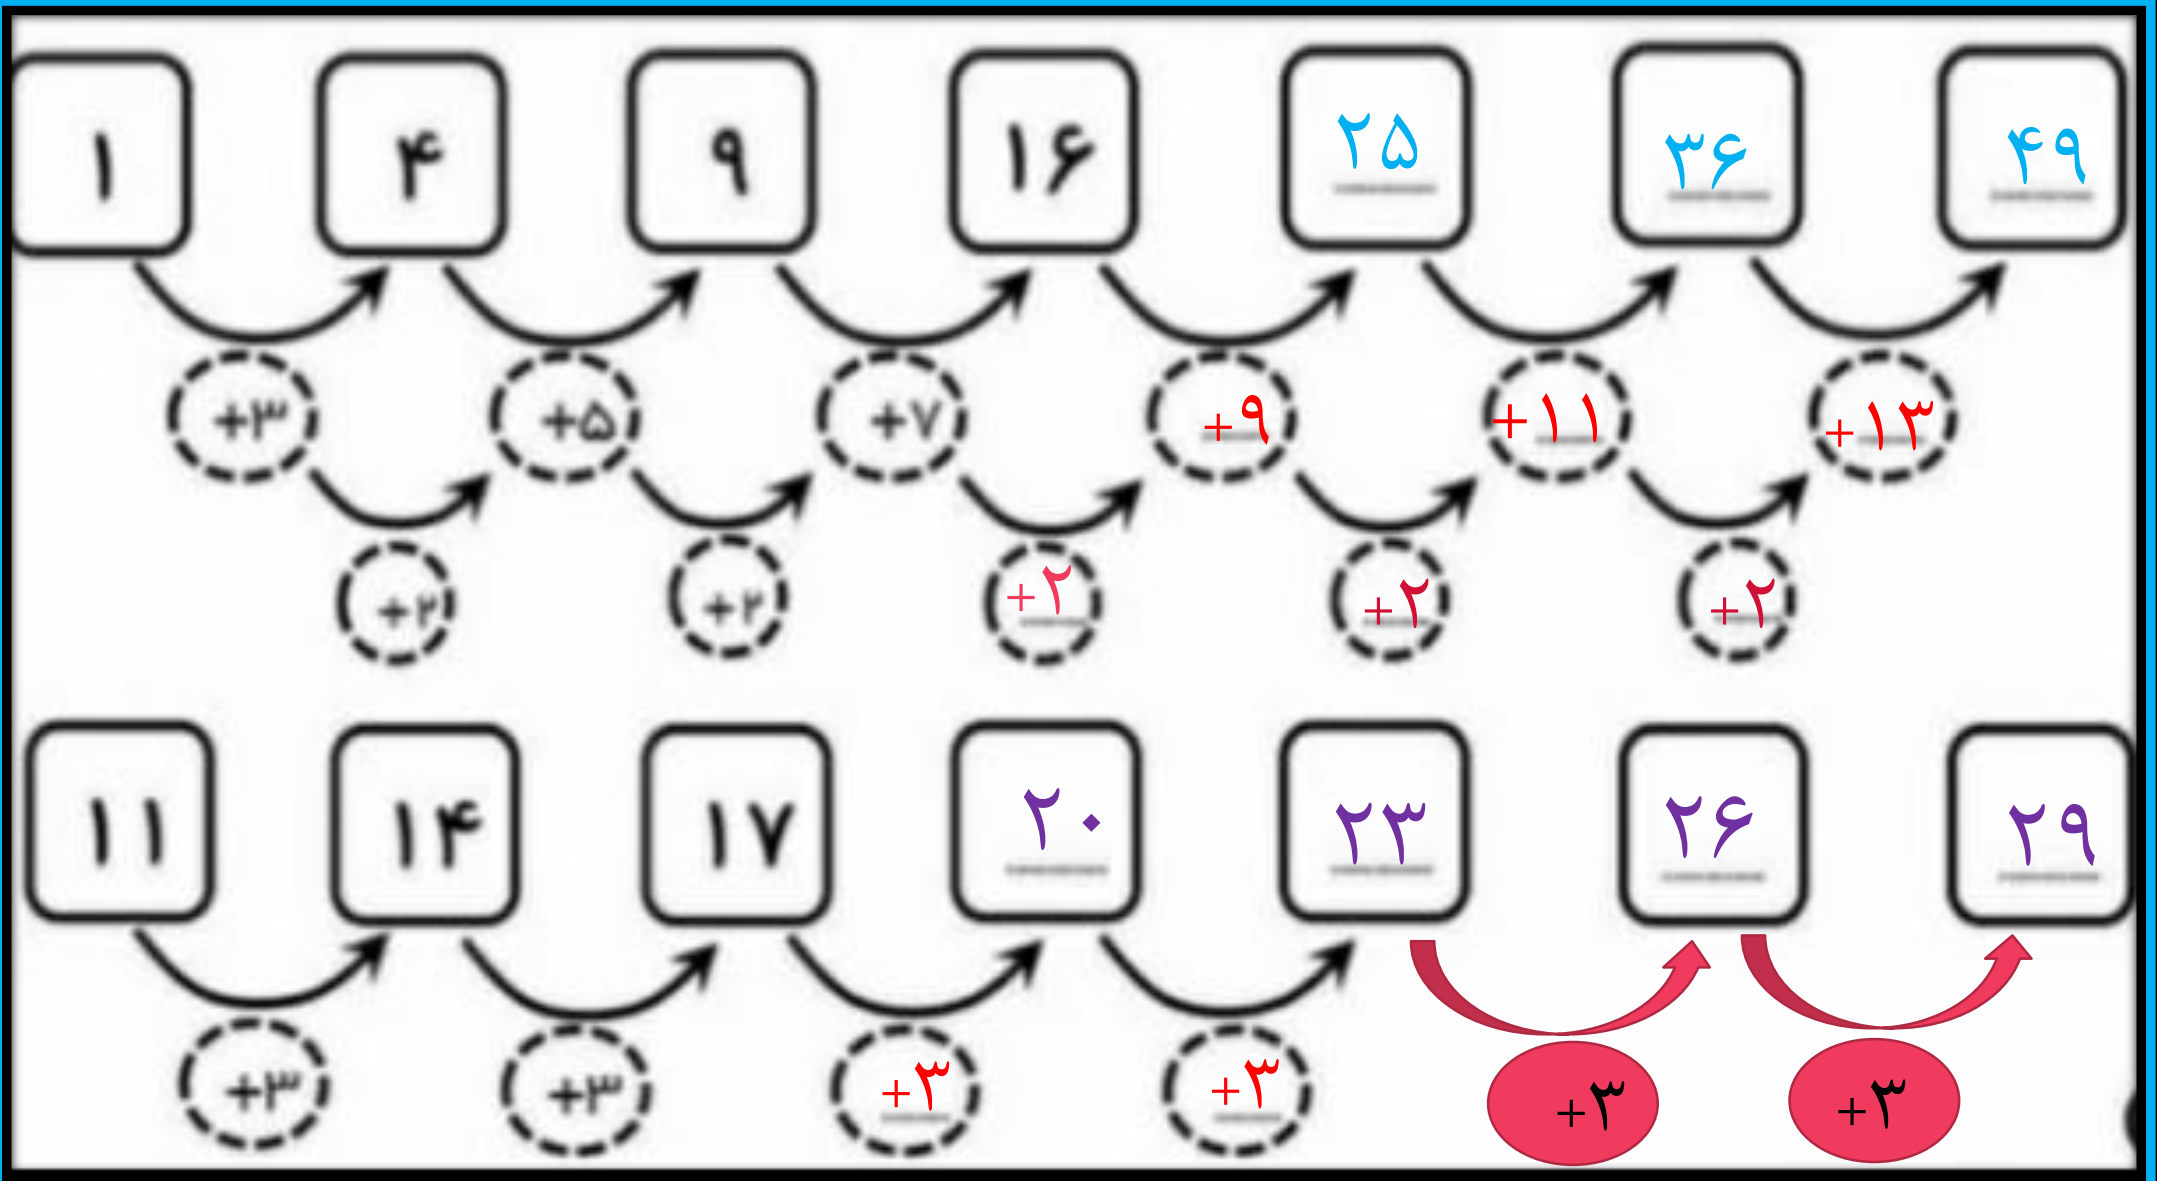 ۱ ۴ ۹ ۱۶ ۲۵ ۳۶ ۴۹
+۳ +۵ +۷ +۹ +۱۱ +۱۳
+۲ +۲ +۲ +۲ +۲
۱۱ ۱۴ ۱۷ ۲۰ ۲۳ ۲۶ ۲۹
+۳ +۳ +۳ +۳ +۳ +۳